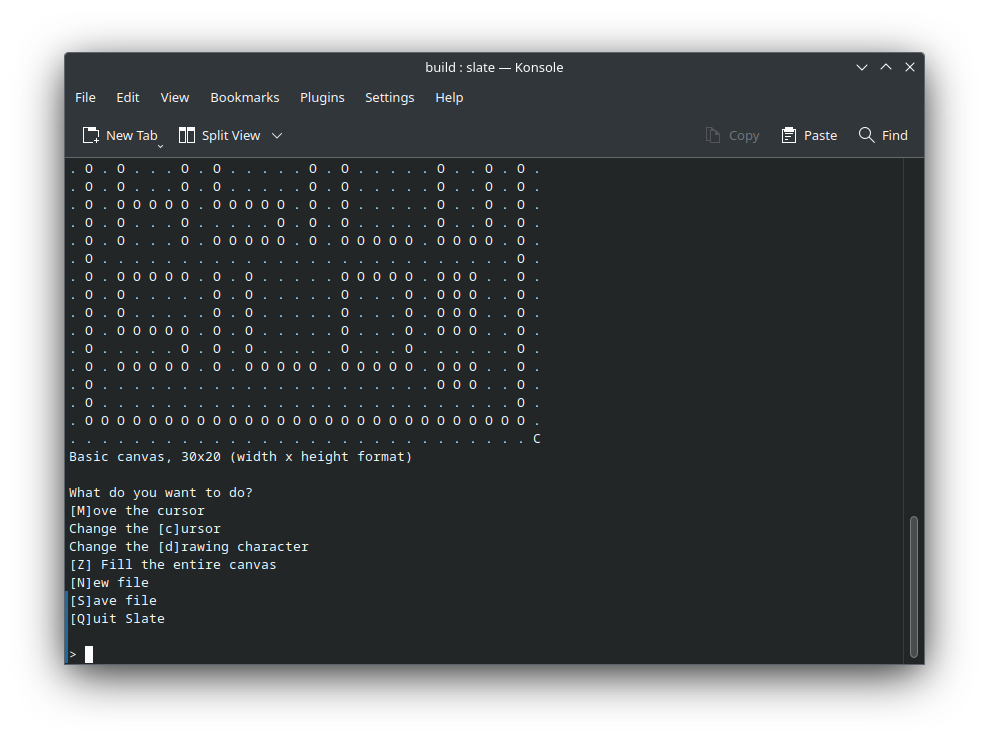 build : slate — Konsole
File Edit View Bookmarks Plugins Settings Help
New Tab Split View Copy Paste Find
. O . O . . . O . O . . . . . O . O . . . . . O . . O . O .
. O . O . . . O . O . . . . . O . O . . . . . O . . O . O .
. O . O O O O O . O O O O O . O . O . . . . . O . . O . O .
. O . O . . . O . . . . . O . O . O . . . . . O . . O . O .
. O . O . . . O . O O O O O . O . O O O O O . O O O O . O .
. O . . . . . . . . . . . . . . . . . . . . . . . . . . O .
. O . O O O O O . O . O . . . . . O O O O O . O O O . . O .
. O . O . . . . . O . O . . . . . O . . . O . O O O . . O .
. O . O . . . . . O . O . . . . . O . . . O . O O O . . O .
. O . O O O O O . O . O . . . . . O . . . O . O O O . . O .
. O . . . . . O . O . O . . . . . O . . . O . . . . . . O .
. O . O O O O O . O . O O O O O . O O O O O . O O O . . O .
. O . . . . . . . . . . . . . . . . . . . . . O O O . . O .
. O . . . . . . . . . . . . . . . . . . . . . . . . . . O .
. O O O O O O O O O O O O O O O O O O O O O O O O O O O O .
. . . . . . . . . . . . . . . . . . . . . . . . . . . . . C
Basic canvas, 30x20 (width x height format)
What do you want to do?
[M]ove the cursor
Change the [c]ursor
Change the [d]rawing character
[Z] Fill the entire canvas
[N]ew file
[S]ave file
[Q]uit Slate
>